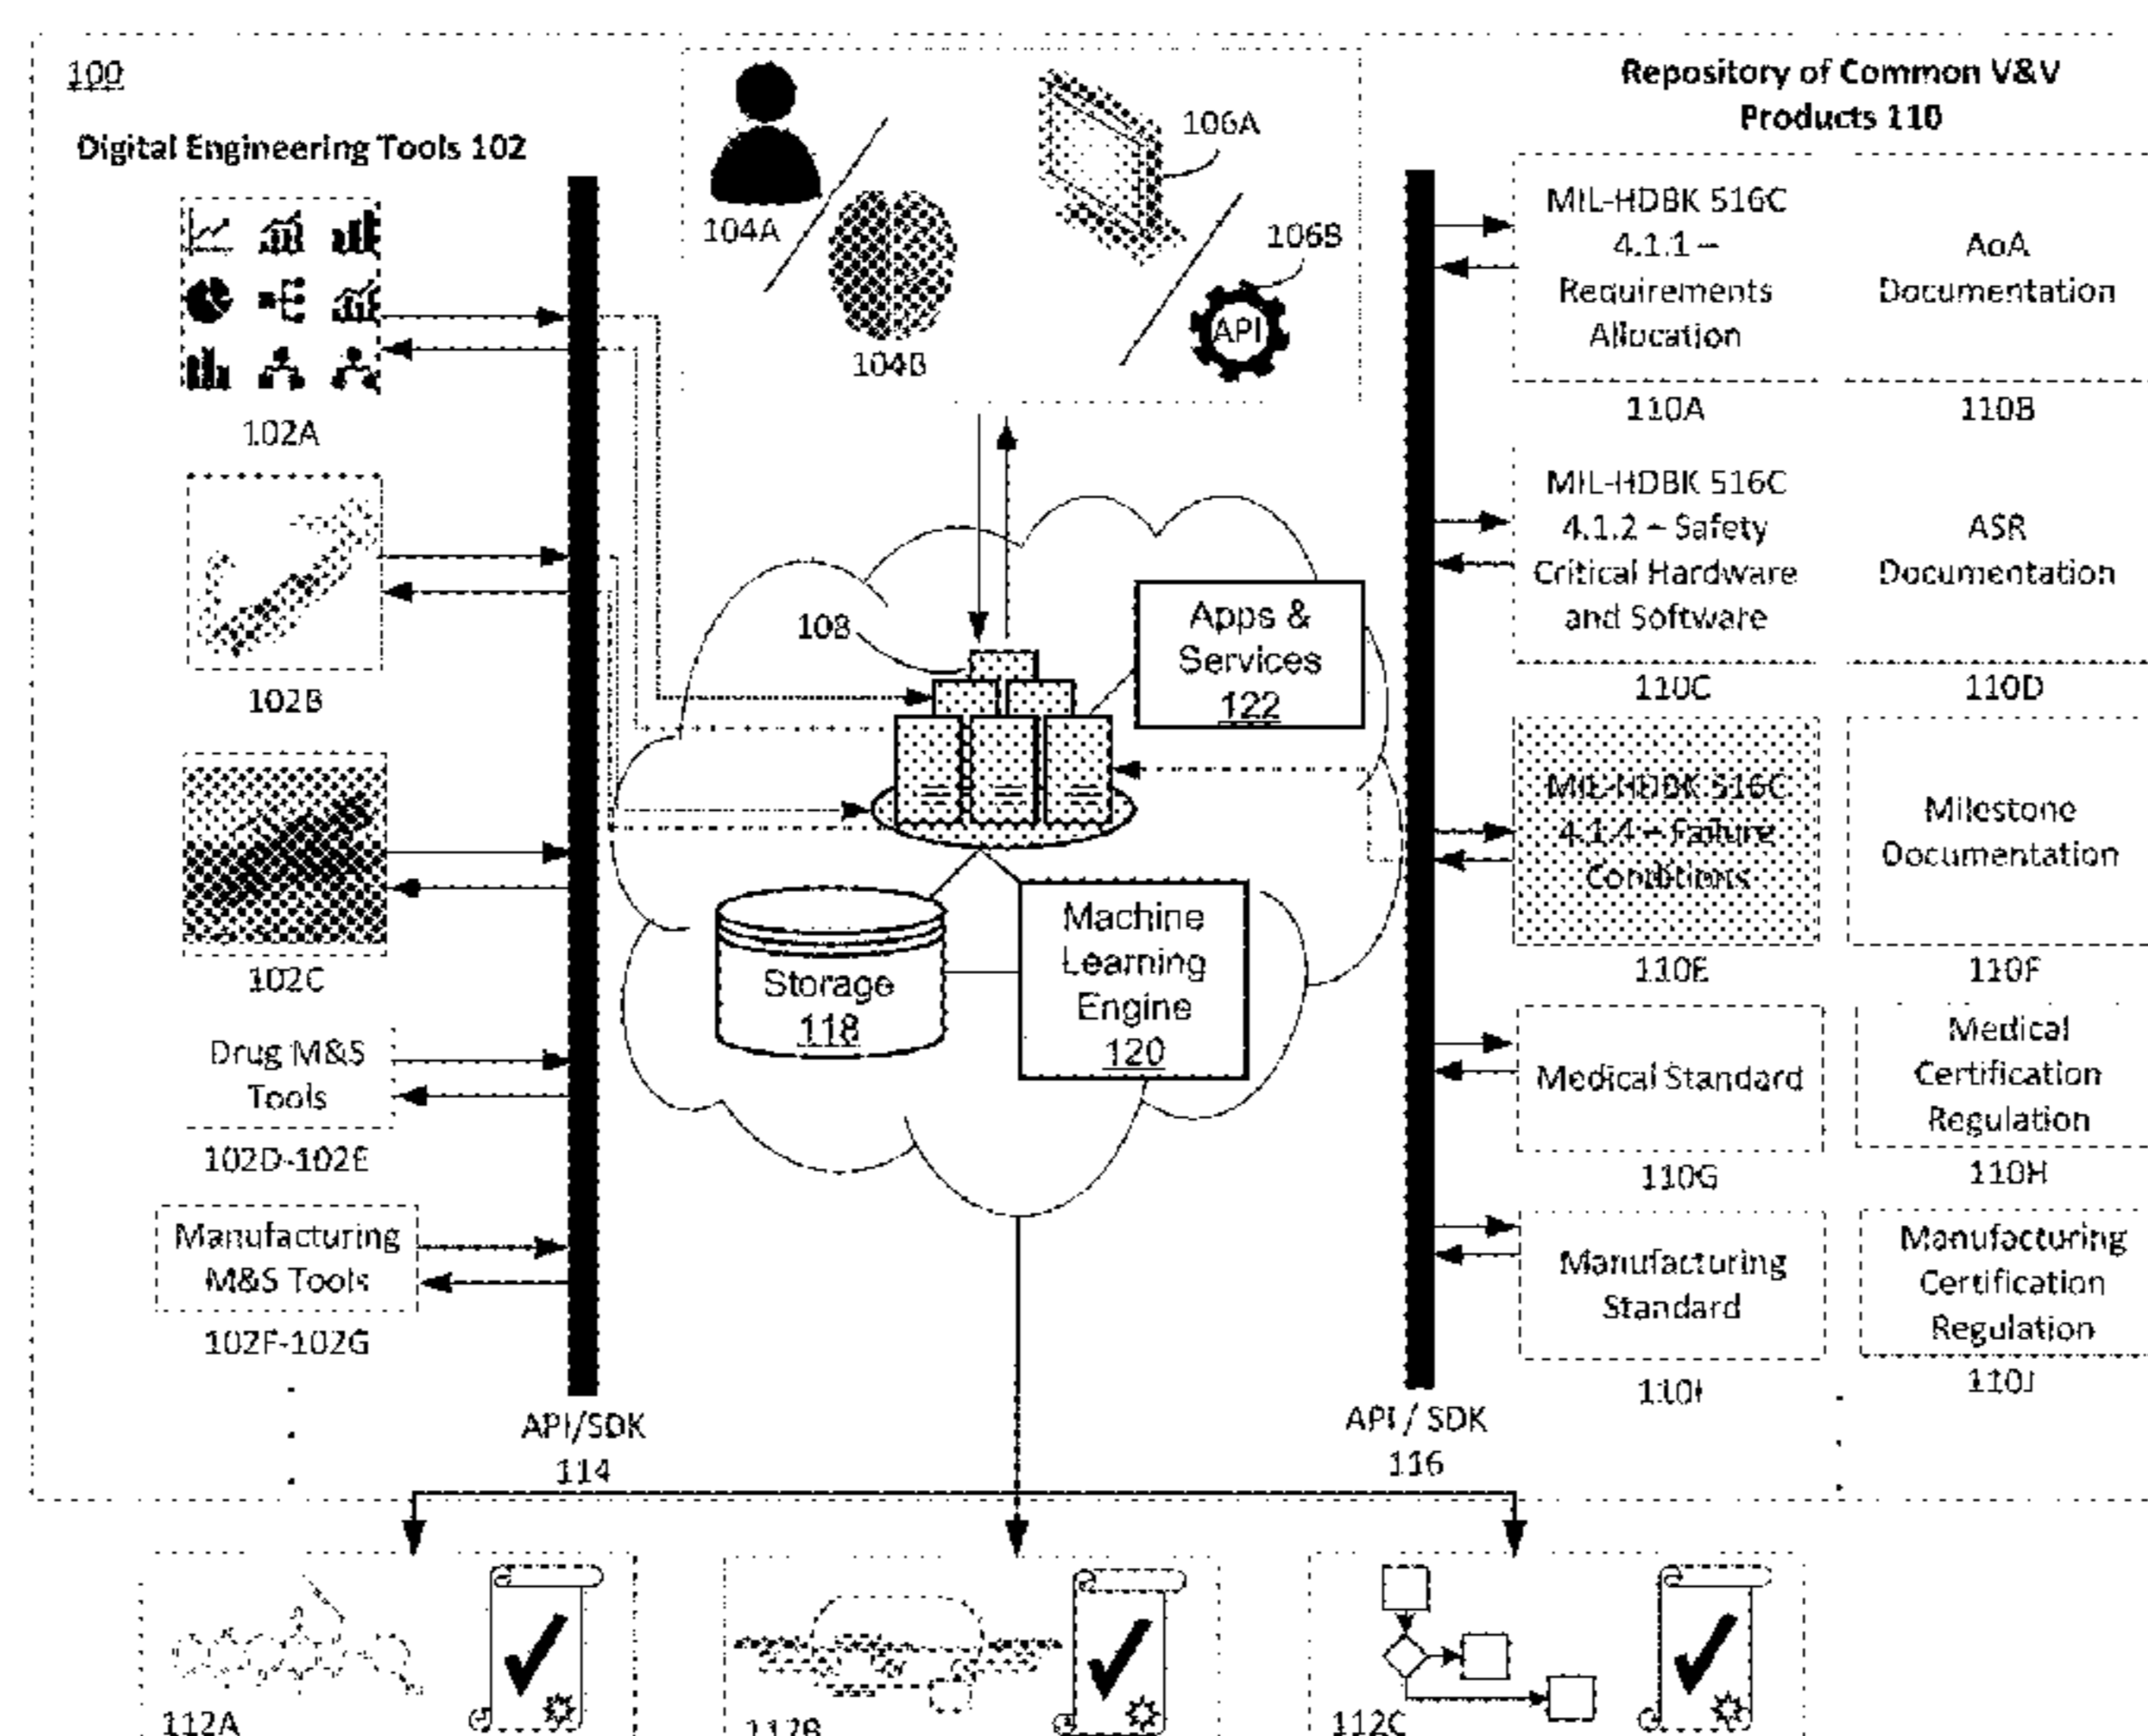 100
Digital Engineering Tools 102
102A
102B
102C
Drug M&S
Tools
102D-102E
Manufacturing
M&S Tools
102F-102G
API/SDK
114
104A
104B
106A
106B
API
108
Apps &
Services
122
Storage
118
Machine
Learning
Engine
120
API / SDK
116
Repository of Common V&V
Products 110
MIL-HDBK 516C
4.1.1 –
Requirements
Allocation
110A
AoA
Documentation
110B
MIL-HDBK 516C
4.1.2 – Safety
Critical Hardware
and Software
110C
ASR
Documentation
110D
MIL-HDBK 516C
4.1.4 – Failure
Conditions
110E
Milestone
Documentation
110F
Medical Standard
110G
Medical
Certification
Regulation
110H
Manufacturing
Standard
110I
Manufacturing
Certification
Regulation
110J
112A
112B
112C